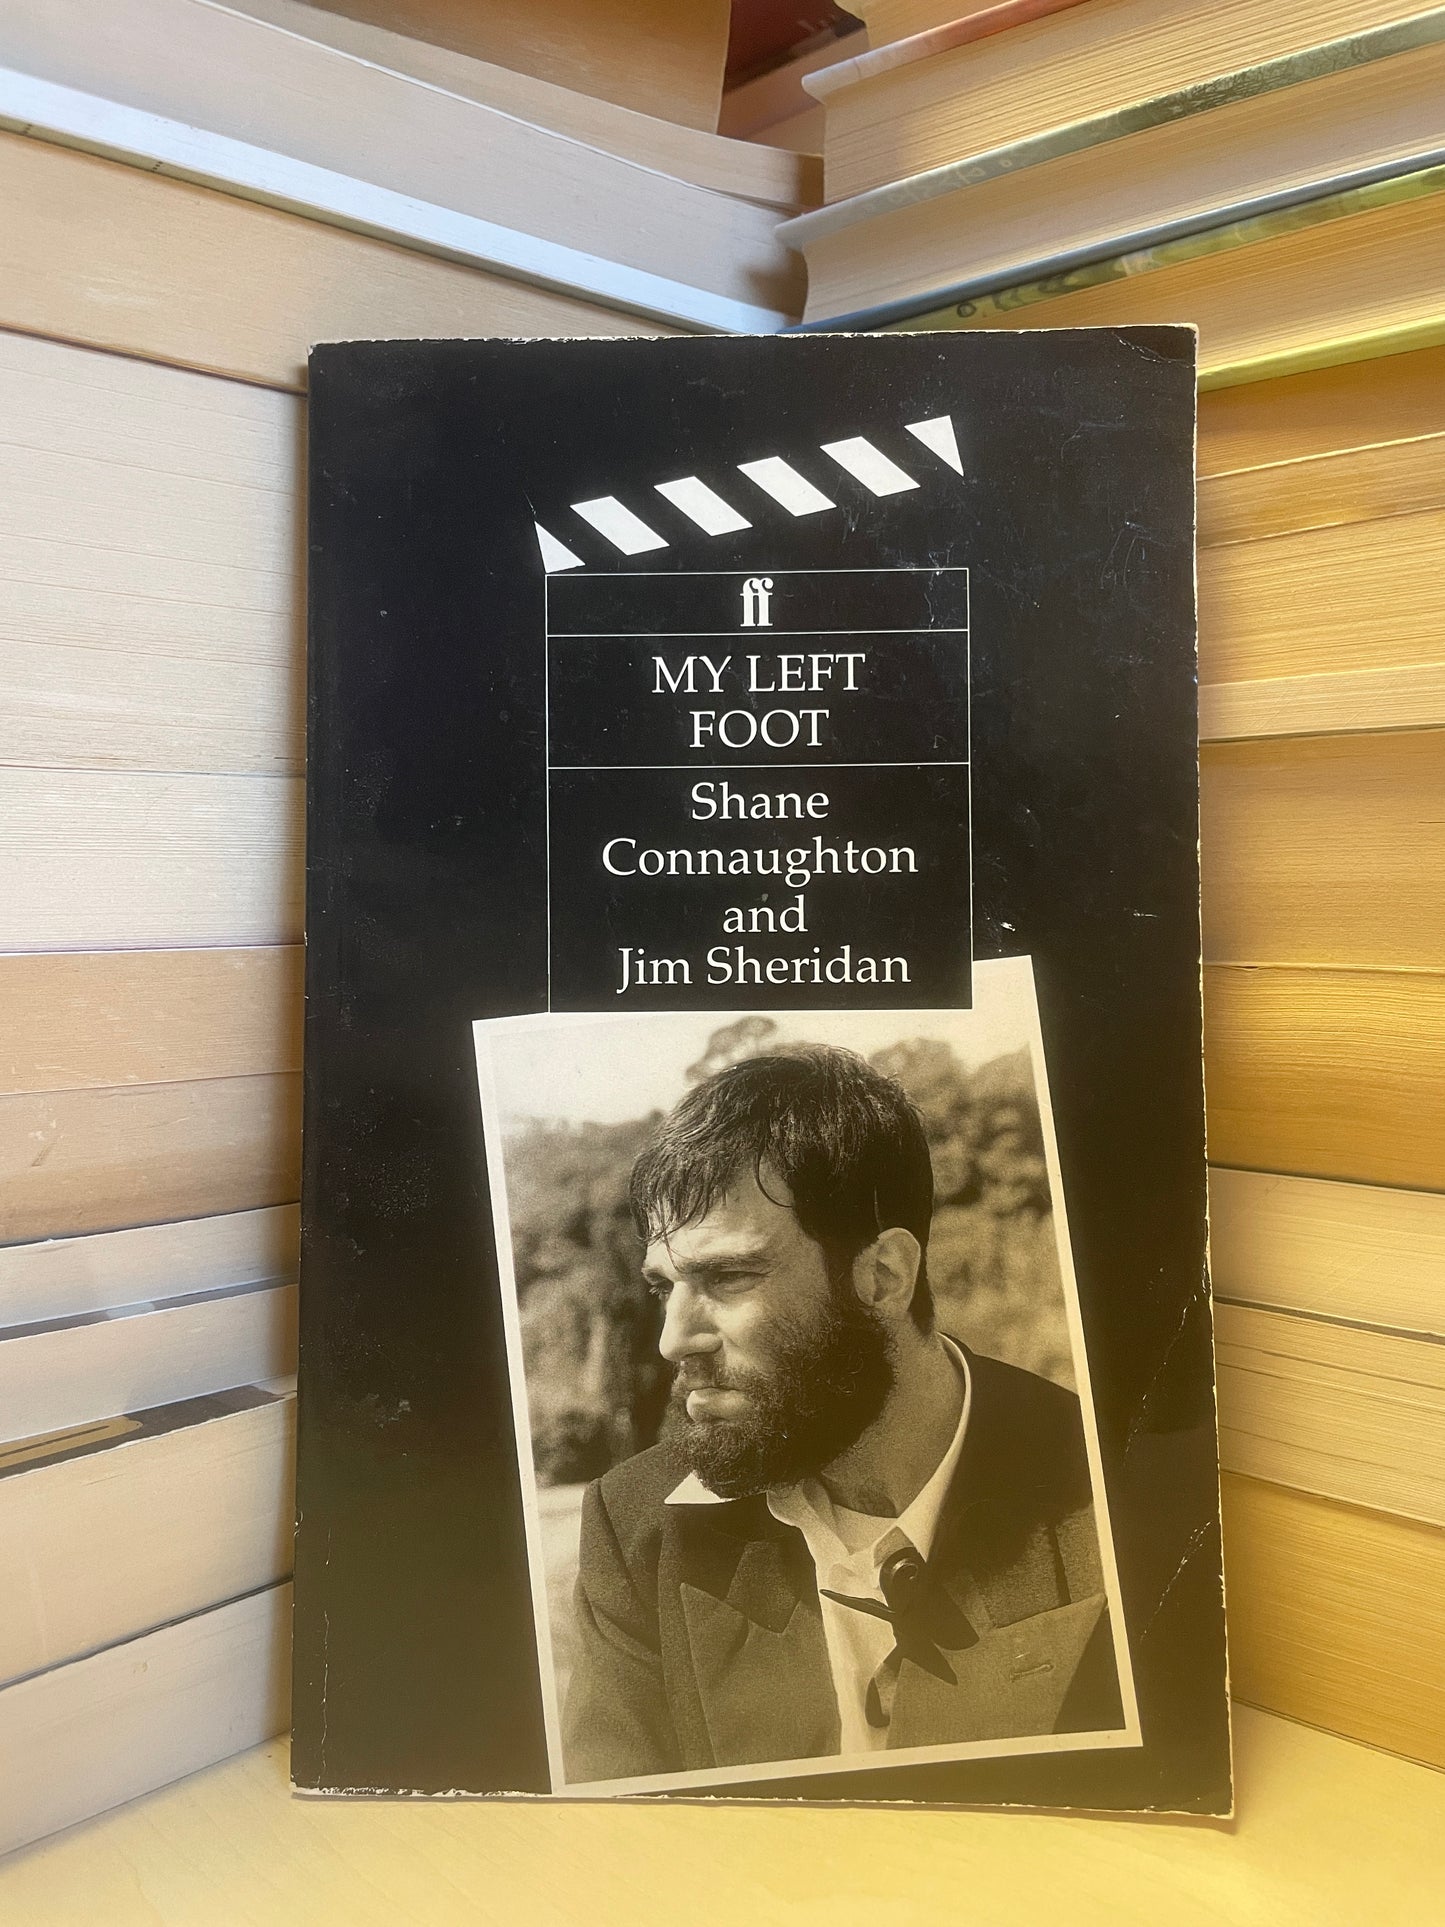 ff
MY LEFT
FOOT
Shane
Connaughton
and
Jim Sheridan